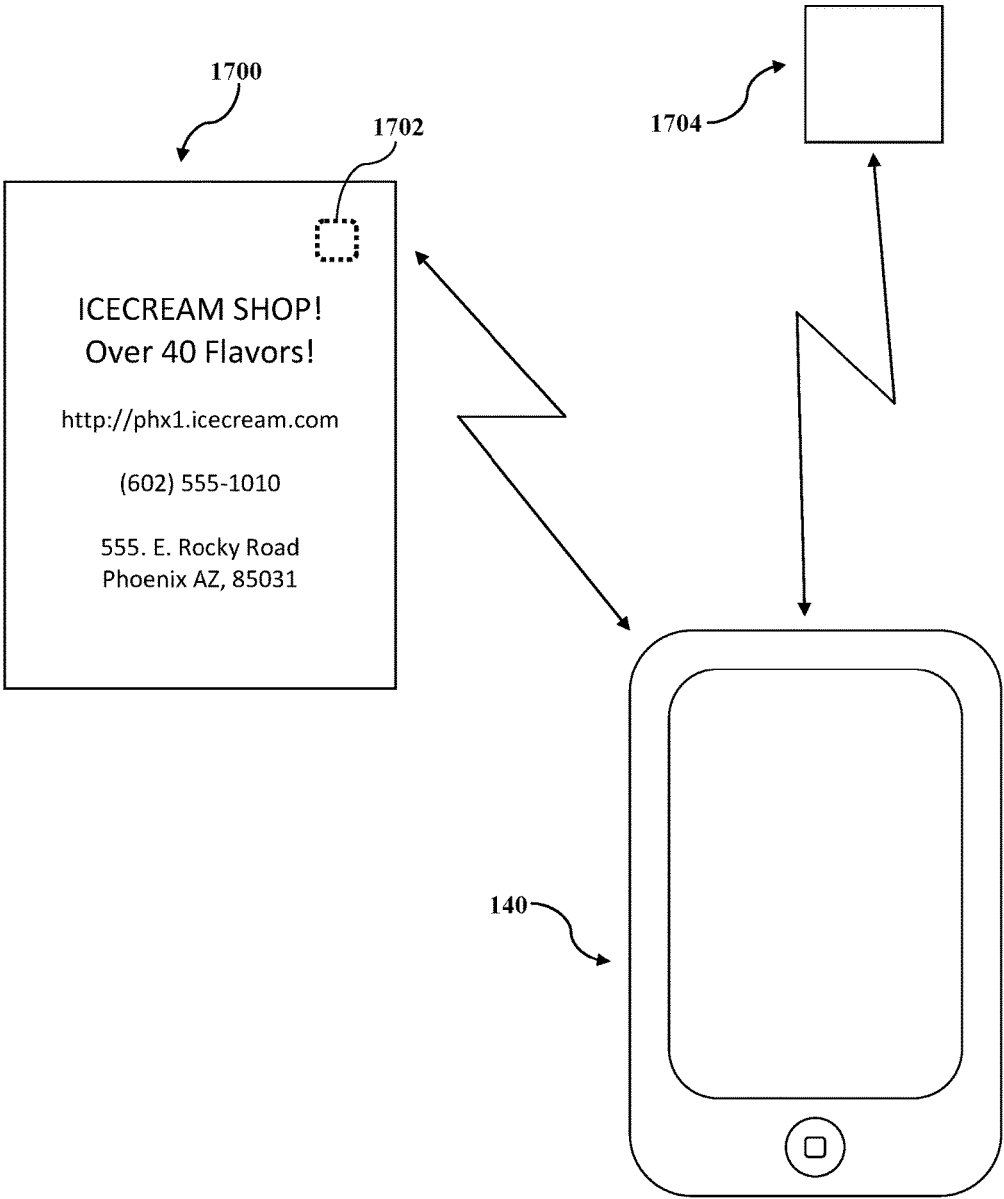 1700
1702
1704
ICECREAM SHOP!
Over 40 Flavors!
http://phx1.icecream.com
(602) 555-1010
555. E. Rocky Road
Phoenix AZ, 85031
140